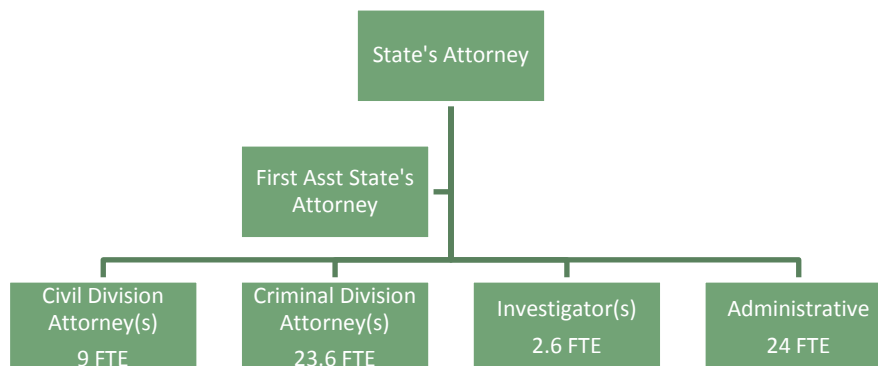 State's Attorney
First Asst State's
Attorney
Civil Division
Attorney(s)
9 FTE
Criminal Division
Attorney(s)
23.6 FTE
Investigator(s)
2.6 FTE
Administrative
24 FTE